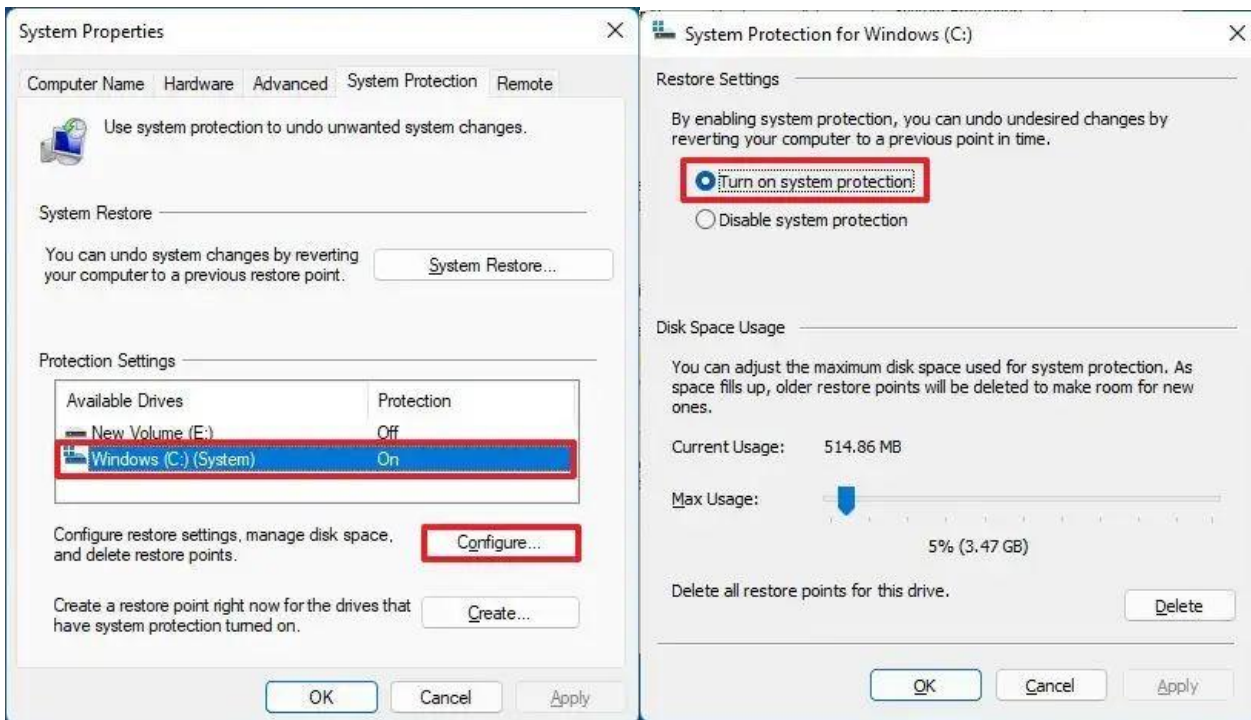 System Properties
Computer Name Hardware Advanced System Protection Remote
Use system protection to undo unwanted system changes.
System Restore
You can undo system changes by reverting
your computer to a previous restore point.
System Restore...
Protection Settings
Available Drives Protection
New Volume (E:) Off
Windows (C:) (System) On
Configure restore settings, manage disk space,
and delete restore points.
Configure...
Create a restore point right now for the drives that
have system protection turned on.
Create...
OK Cancel Apply
System Protection for Windows (C:)
Restore Settings
By enabling system protection, you can undo undesired changes by
reverting your computer to a previous point in time.
Turn on system protection
Disable system protection
Disk Space Usage
You can adjust the maximum disk space used for system protection. As
space fills up, older restore points will be deleted to make room for new
ones.
Current Usage: 514.86 MB
Max Usage:
5% (3.47 GB)
Delete all restore points for this drive.
Delete
OK Cancel Apply